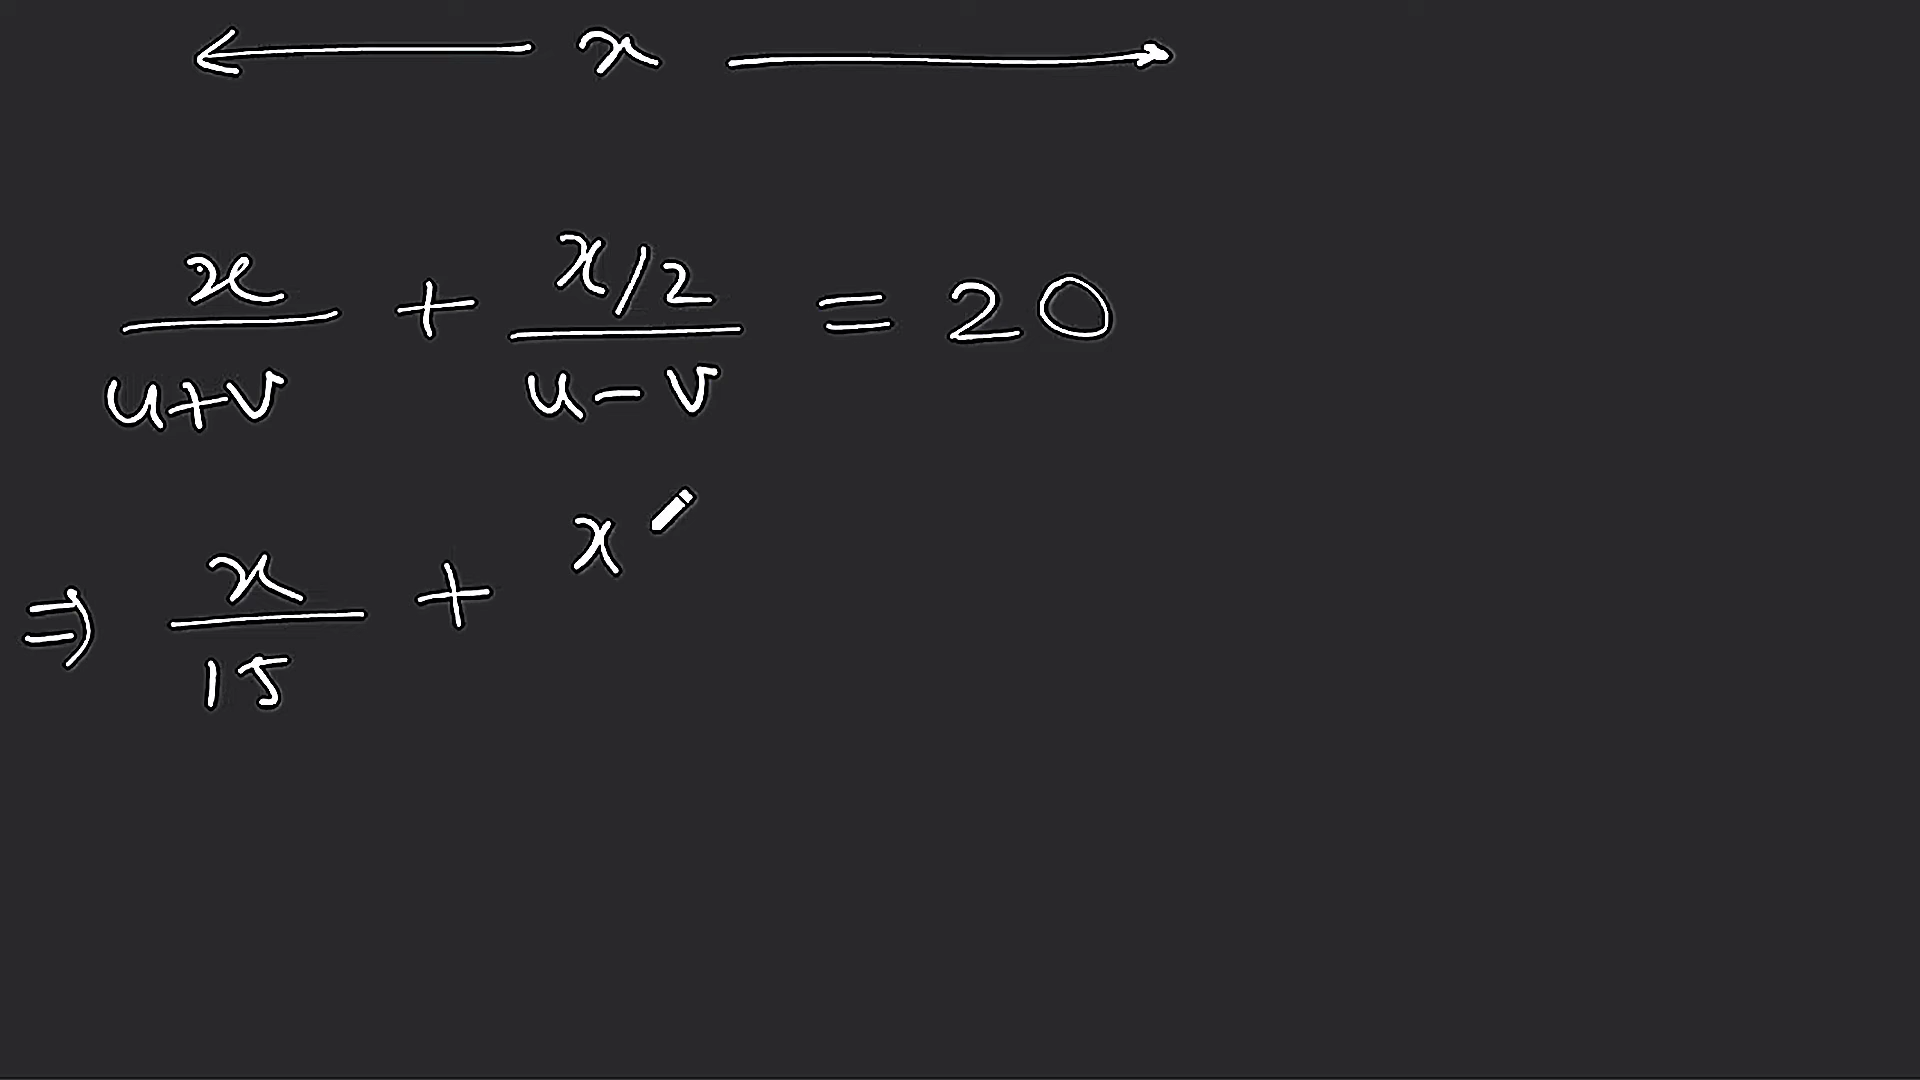 ← x →
x/(u+v) + (x/2)/(u-v) = 20
⇒ x/15 + x